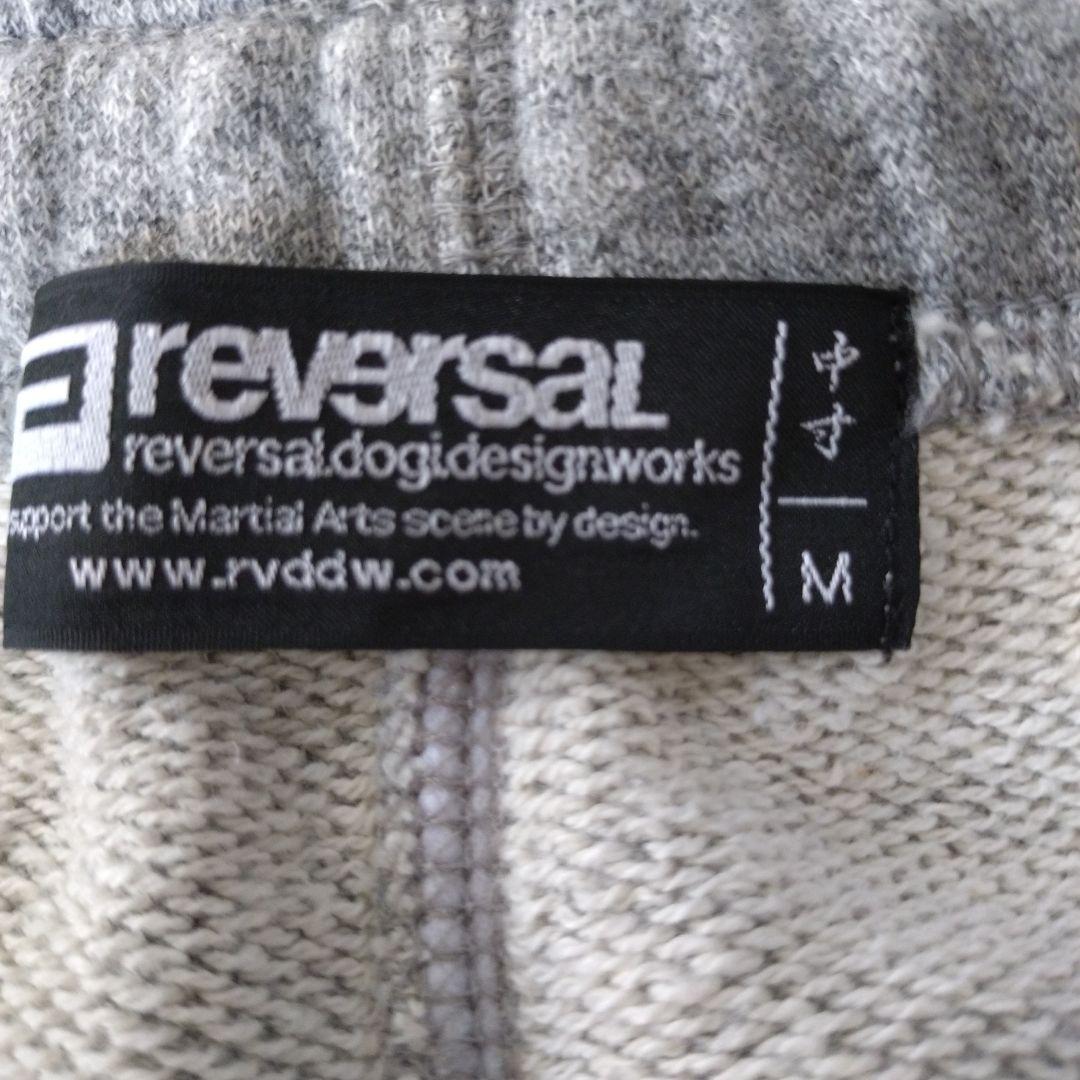 reversal
reversal.dogi.designworks
support the Martial Arts scene by design.
www.rvddw.com
中寸
M